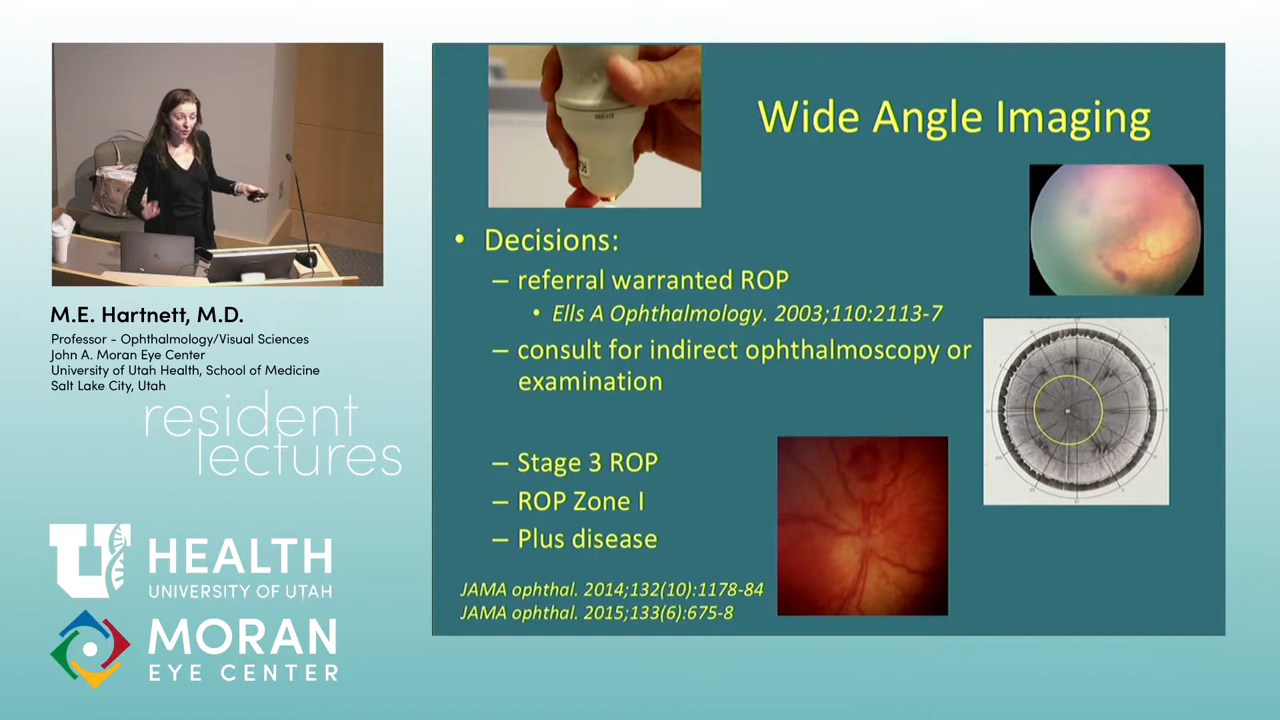 Wide Angle Imaging
• Decisions:
– referral warranted ROP
• Ells A Ophthalmology. 2003;110:2113-7
– consult for indirect ophthalmoscopy or
examination
– Stage 3 ROP
– ROP Zone I
– Plus disease
JAMA ophthal. 2014;132(10):1178-84
JAMA ophthal. 2015;133(6):675-8
M.E. Hartnett, M.D.
Professor - Ophthalmology/Visual Sciences
John A. Moran Eye Center
University of Utah Health, School of Medicine
Salt Lake City, Utah
resident
lectures
U HEALTH
UNIVERSITY OF UTAH
MORAN
EYE CENTER